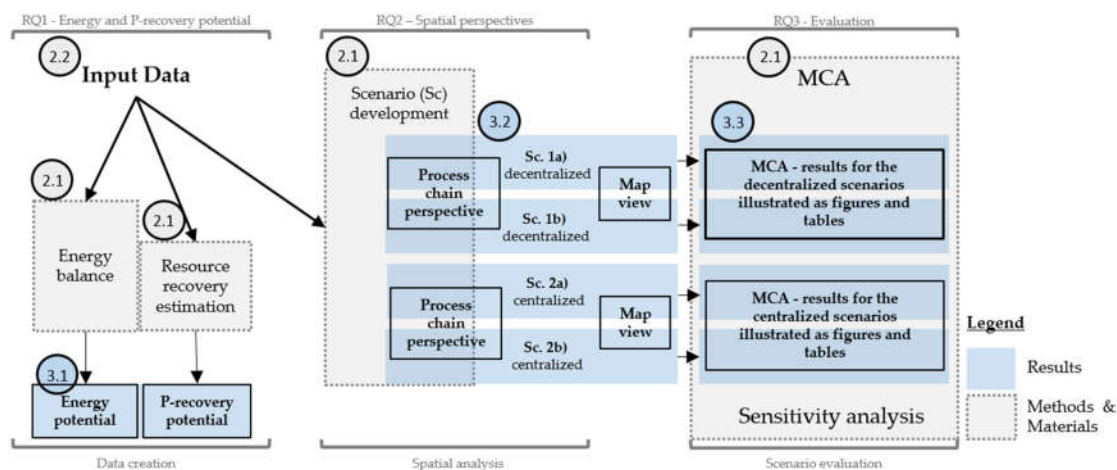 RQ1 - Energy and P-recovery potential
RQ2 – Spatial perspectives
RQ3 - Evaluation
2.2
Input Data
2.1
Energy
balance
2.1
Resource
recovery
estimation
3.1
Energy
potential
P-recovery
potential
Data creation
2.1
Scenario (Sc)
development
3.2
Process
chain
perspective
Sc. 1a)
decentralized
Sc. 1b)
decentralized
Map
view
Process
chain
perspective
Sc. 2a)
centralized
Sc. 2b)
centralized
Map
view
Spatial analysis
2.1
MCA
3.3
MCA - results for the
decentralized scenarios
illustrated as figures and
tables
MCA - results for the
centralized scenarios
illustrated as figures and
tables
Sensitivity analysis
Scenario evaluation
Legend
Results
Methods &
Materials